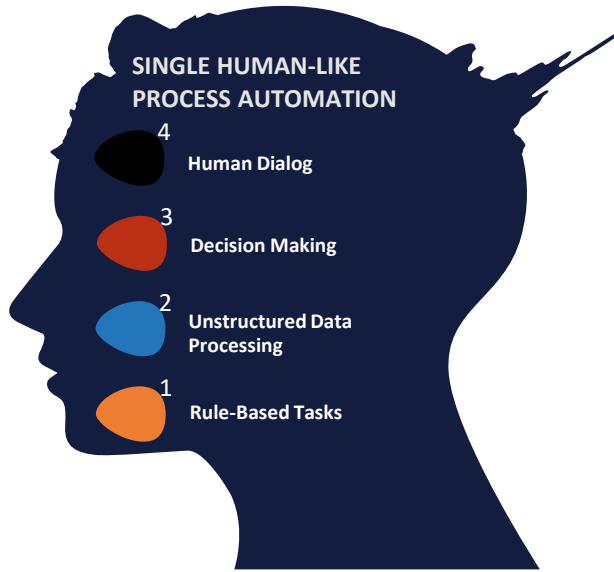 SINGLE HUMAN-LIKE
PROCESS AUTOMATION
4
Human Dialog
3
Decision Making
2
Unstructured Data
Processing
1
Rule-Based Tasks